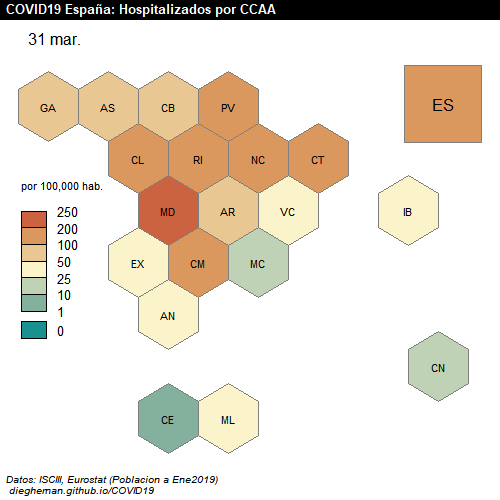 COVID19 España: Hospitalizados por CCAA
31 mar.
ES
GA AS CB PV
CL RI NC CT
por 100,000 hab.
MD AR VC IB
250
200
100
50
25
10
1
0
EX CM MC
AN
CN
CE ML
Datos: ISCIII, Eurostat (Poblacion a Ene2019)
diegheman.github.io/COVID19